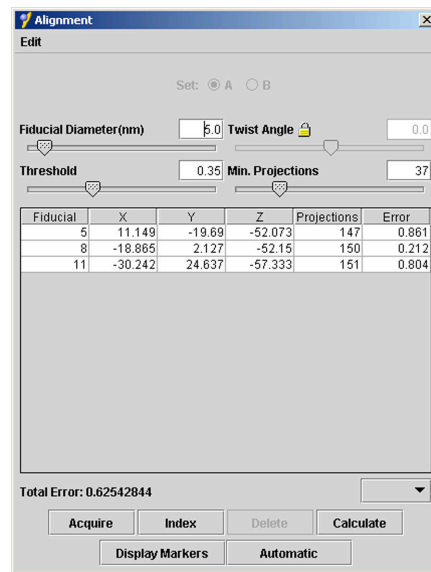 Alignment
Edit
Set: A B
Fiducial Diameter(nm) 5.0 Twist Angle 0.0
Threshold 0.35 Min. Projections 37
Fiducial X Y Z Projections Error
5 11.149 -19.69 -52.073 147 0.861
8 -18.865 2.127 -52.15 150 0.212
11 -30.242 24.637 -57.333 151 0.804
Total Error: 0.62542844
Acquire Index Delete Calculate
Display Markers Automatic